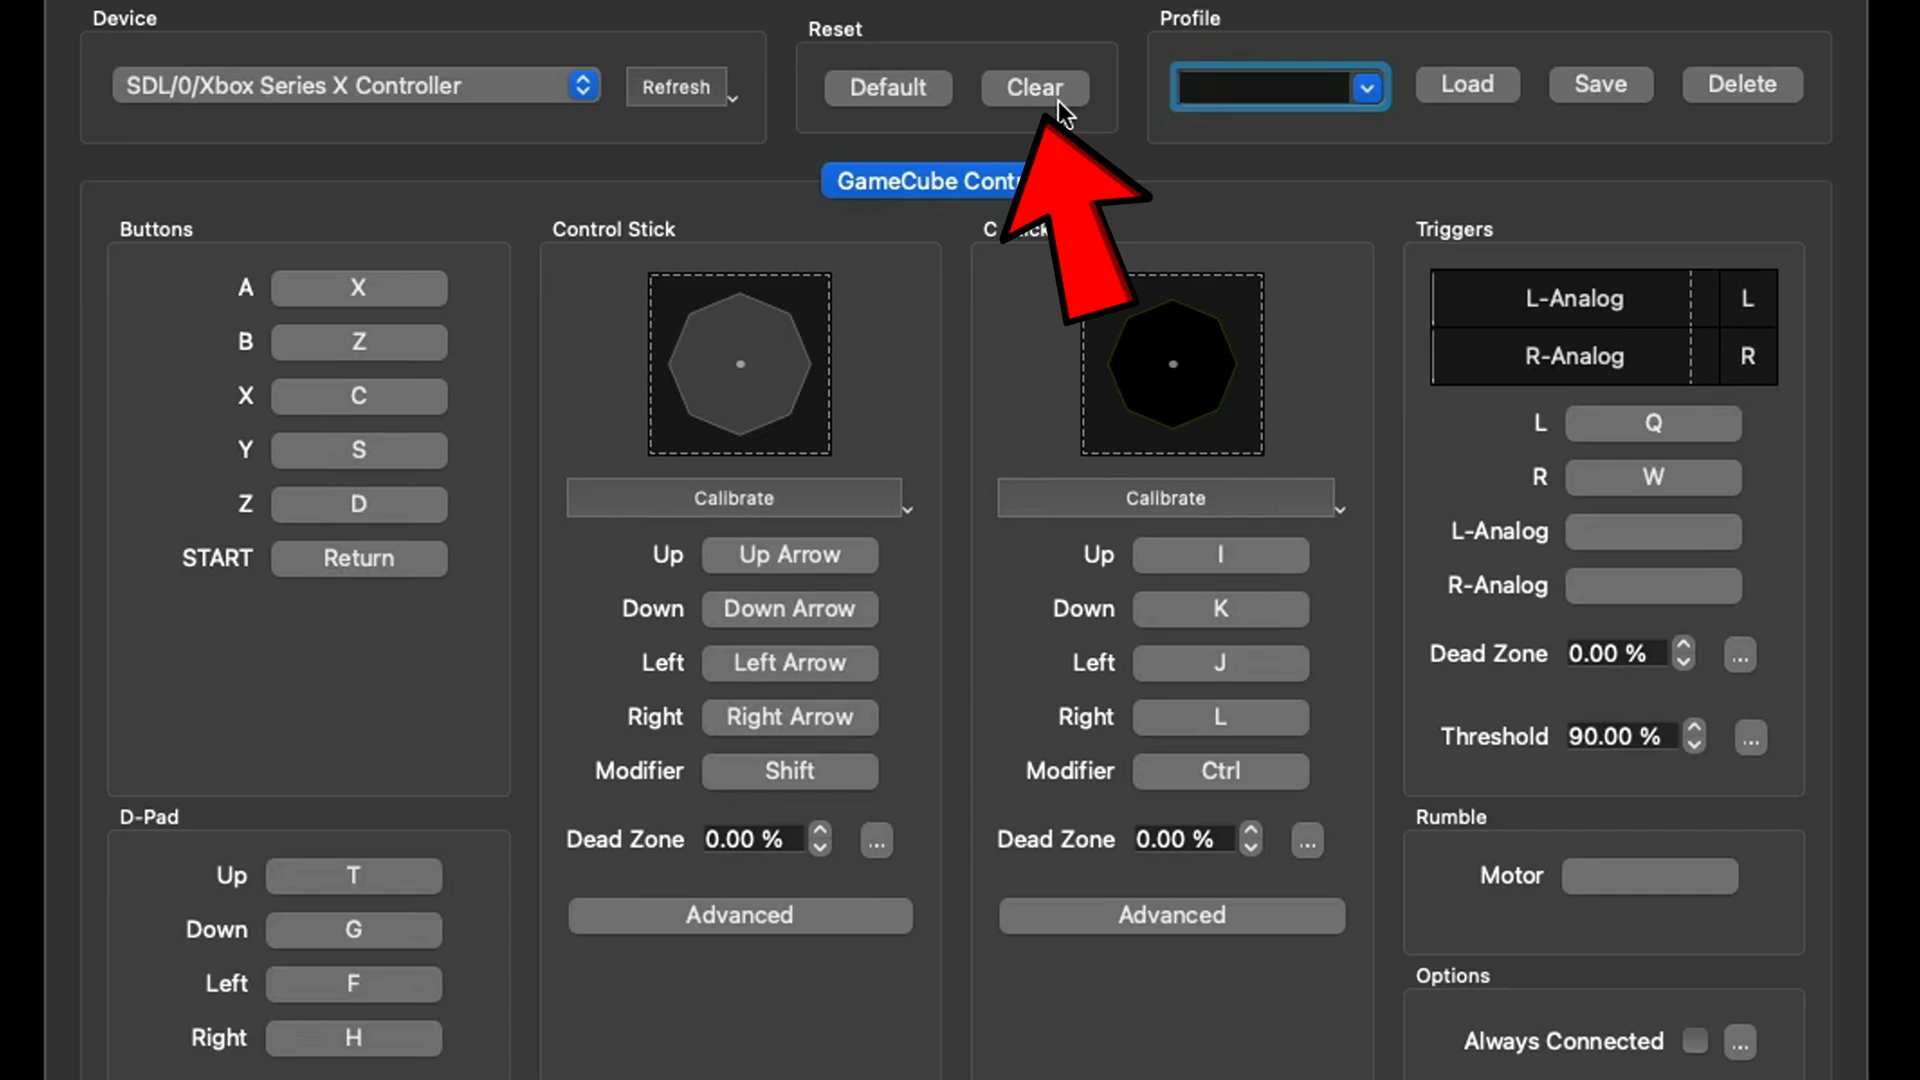 Device
SDL/0/Xbox Series X Controller
Refresh
Reset
Default
Clear
Profile
Load
Save
Delete
GameCube
Buttons
A X
B Z
X C
Y S
Z D
START Return
D-Pad
Up T
Down G
Left F
Right H
Control Stick
Calibrate
Up Up Arrow
Down Down Arrow
Left Left Arrow
Right Right Arrow
Modifier Shift
Dead Zone 0.00 % ...
Advanced
C
Calibrate
Up I
Down K
Left J
Right L
Modifier Ctrl
Dead Zone 0.00 % ...
Advanced
Triggers
L-Analog L
R-Analog R
L Q
R W
L-Analog
R-Analog
Dead Zone 0.00 % ...
Threshold 90.00 % ...
Rumble
Motor
Options
Always Connected ...